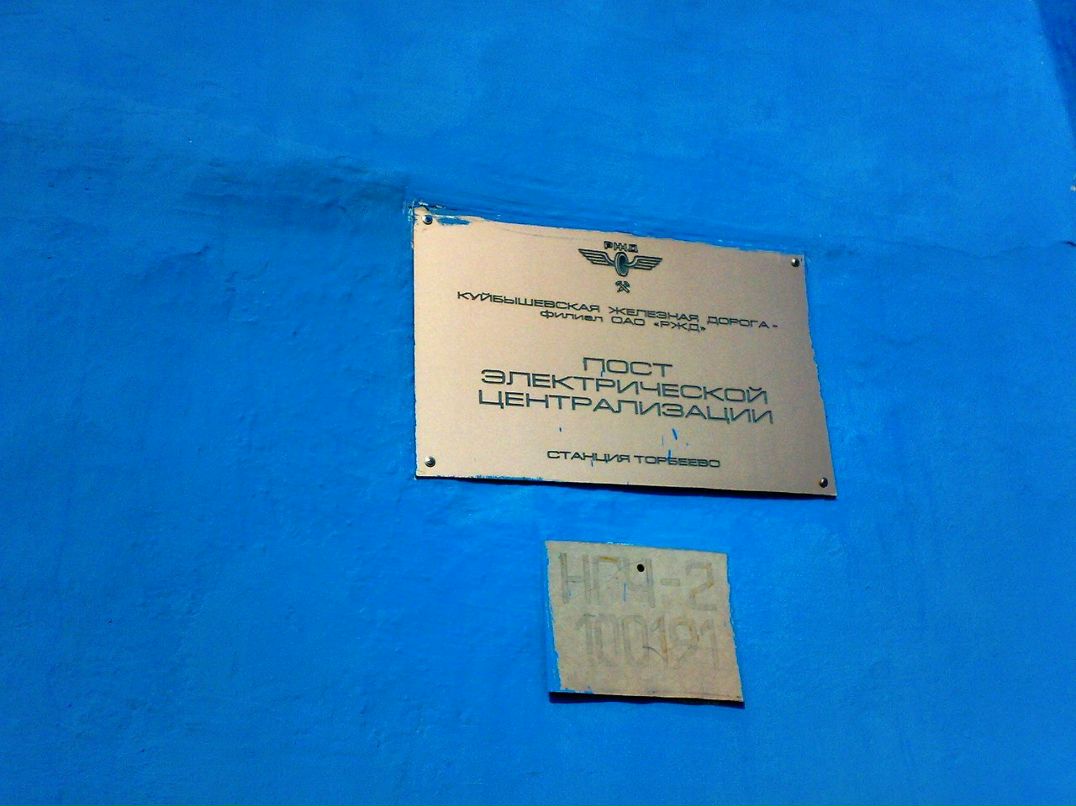 РЖД
КУЙБЫШЕВСКАЯ ЖЕЛЕЗНАЯ ДОРОГА -
филиал ОАО «РЖД»
ПОСТ
ЭЛЕКТРИЧЕСКОЙ
ЦЕНТРАЛИЗАЦИИ
СТАНЦИЯ ТОРБЕЕВО
НГЧ-2
100191